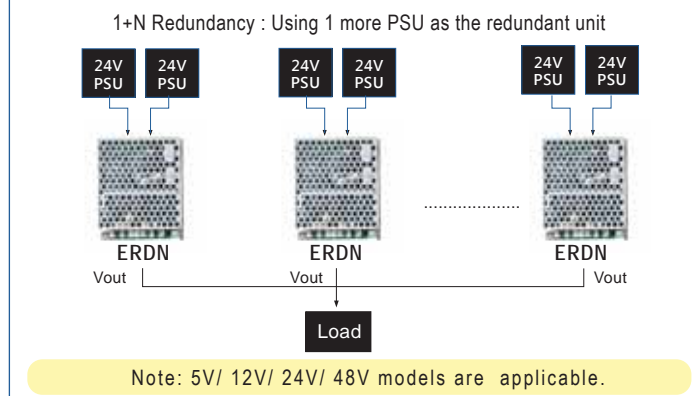 1+N Redundancy : Using 1 more PSU as the redundant unit
24V PSU
24V PSU
24V PSU
24V PSU
24V PSU
24V PSU
....................
ERDN
ERDN
ERDN
Vout
Vout
Vout
Load
Note: 5V/ 12V/ 24V/ 48V models are applicable.